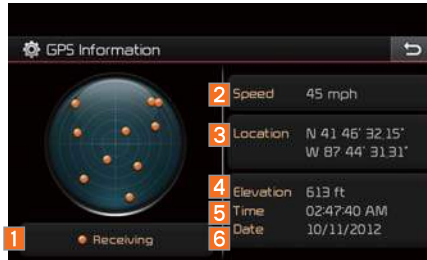 GPS Information
2 Speed 45 mph
3 Location N 41 46' 32.15"
W 87 44' 31.31"
4 Elevation 613 ft
5 Time 02:47:40 AM
6 Date 10/11/2012
1 Receiving